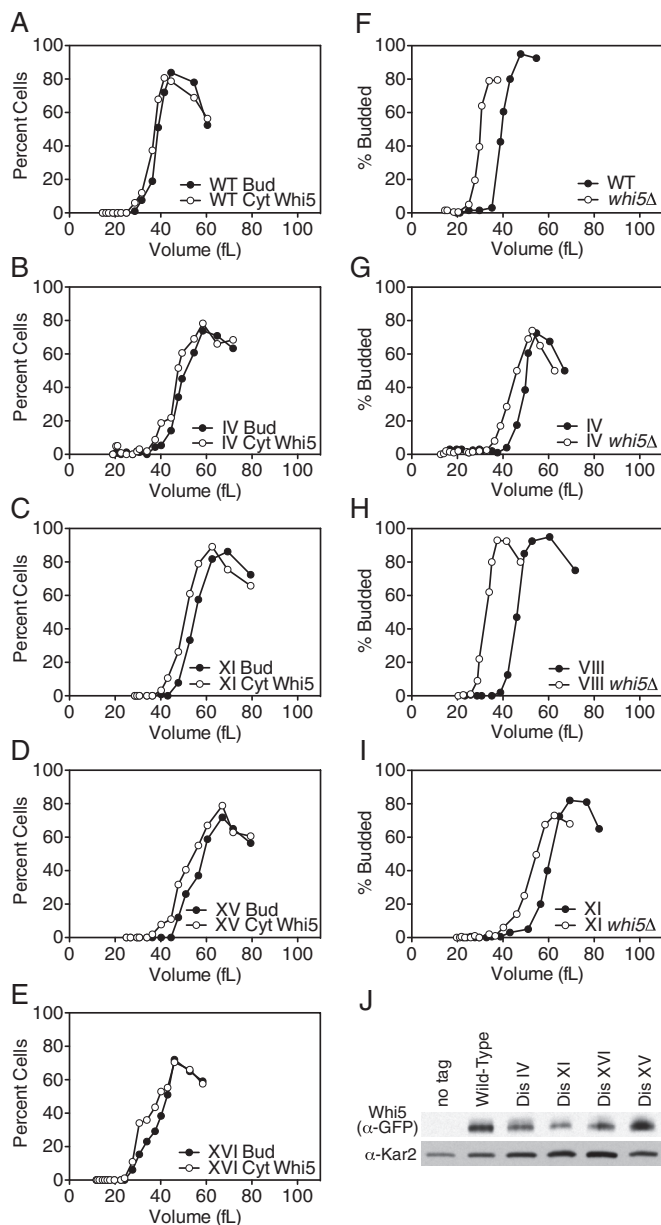 A
100
80
60
40
20
0
Percent Cells
WT Bud
WT Cyt Whi5
0 20 40 60 80 100
Volume (fL)
B
100
80
60
40
20
0
Percent Cells
IV Bud
IV Cyt Whi5
0 20 40 60 80 100
Volume (fL)
C
100
80
60
40
20
0
Percent Cells
XI Bud
XI Cyt Whi5
0 20 40 60 80 100
Volume (fL)
D
100
80
60
40
20
0
Percent Cells
XV Bud
XV Cyt Whi5
0 20 40 60 80 100
Volume (fL)
E
100
80
60
40
20
0
Percent Cells
XVI Bud
XVI Cyt Whi5
0 20 40 60 80 100
Volume (fL)
F
100
80
60
40
20
0
% Budded
WT
whi5Δ
0 20 40 60 80 100
Volume (fL)
G
100
80
60
40
20
0
% Budded
IV
IV whi5Δ
0 20 40 60 80 100
Volume (fL)
H
100
80
60
40
20
0
% Budded
VIII
VIII whi5Δ
0 20 40 60 80 100
Volume (fL)
I
100
80
60
40
20
0
% Budded
XI
XI whi5Δ
0 20 40 60 80 100
Volume (fL)
J
no tag
Wild-Type
Dis IV
Dis XI
Dis XVI
Dis XV
Whi5
(α-GFP)
α-Kar2